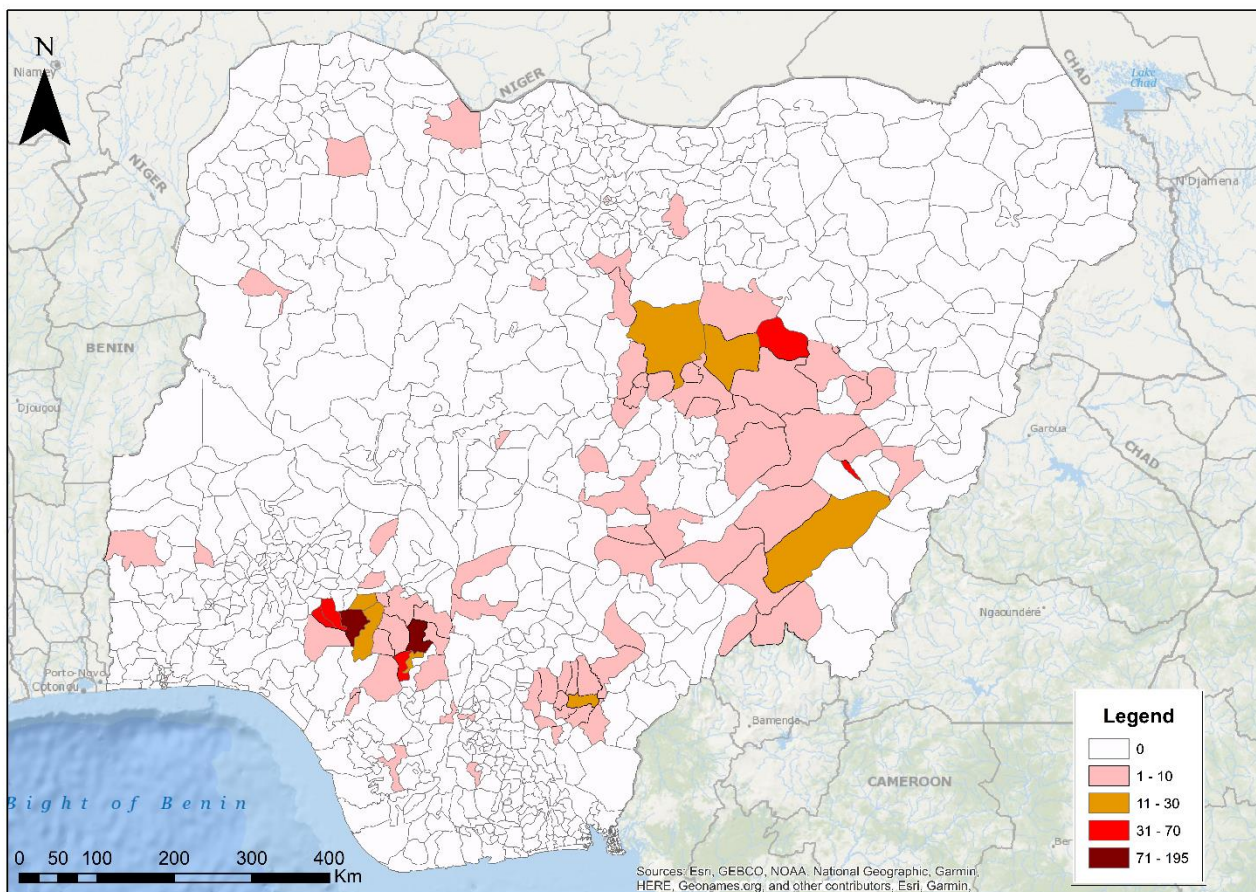 N
Niamey
NIGER
NIGER
CHAD
Lake
Chad
N'Djamena
BENIN
Djougou
Garoua
CHAD
Ngaoundéré
Porto-Novo
Cotonou
Bamenda
CAMEROON
Bight of Benin
0 50 100 200 300 400
Km
Legend
0
1 - 10
11 - 30
31 - 70
71 - 195
Sources: Esri, GEBCO, NOAA, National Geographic, Garmin,
HERE, Geonames.org, and other contributors, Esri, Garmin,